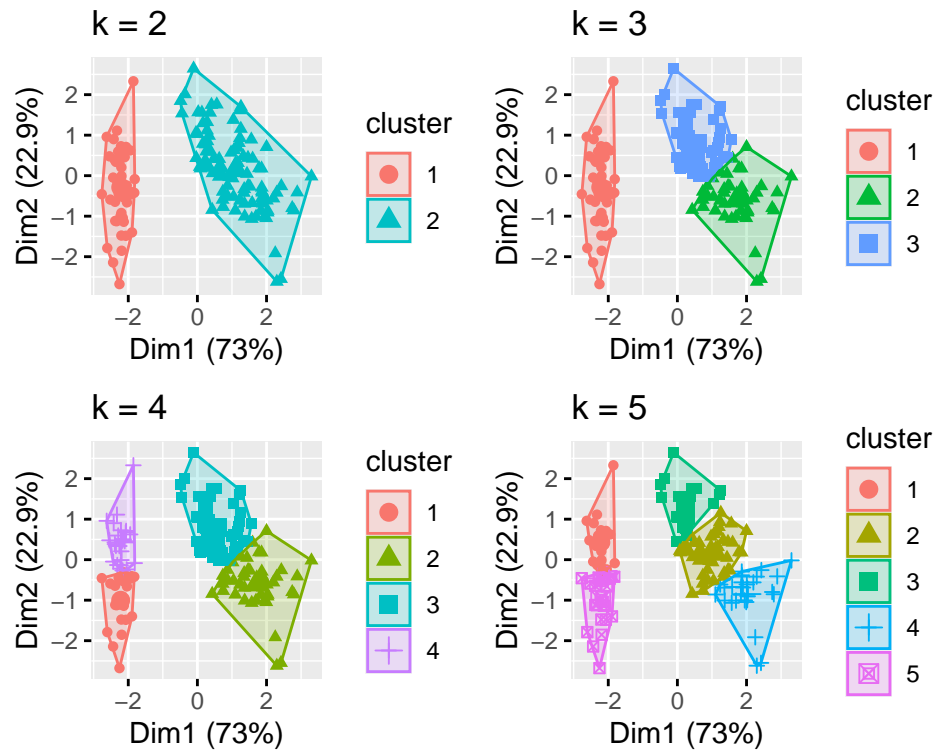 k = 2
Dim2 (22.9%)
2
1
0
−1
−2
−2
0
2
Dim1 (73%)
cluster
1
2
k = 3
Dim2 (22.9%)
2
1
0
−1
−2
−2
0
2
Dim1 (73%)
cluster
1
2
3
k = 4
Dim2 (22.9%)
2
1
0
−1
−2
−2
0
2
Dim1 (73%)
cluster
1
2
3
4
k = 5
Dim2 (22.9%)
2
1
0
−1
−2
−2
0
2
Dim1 (73%)
cluster
1
2
3
4
5